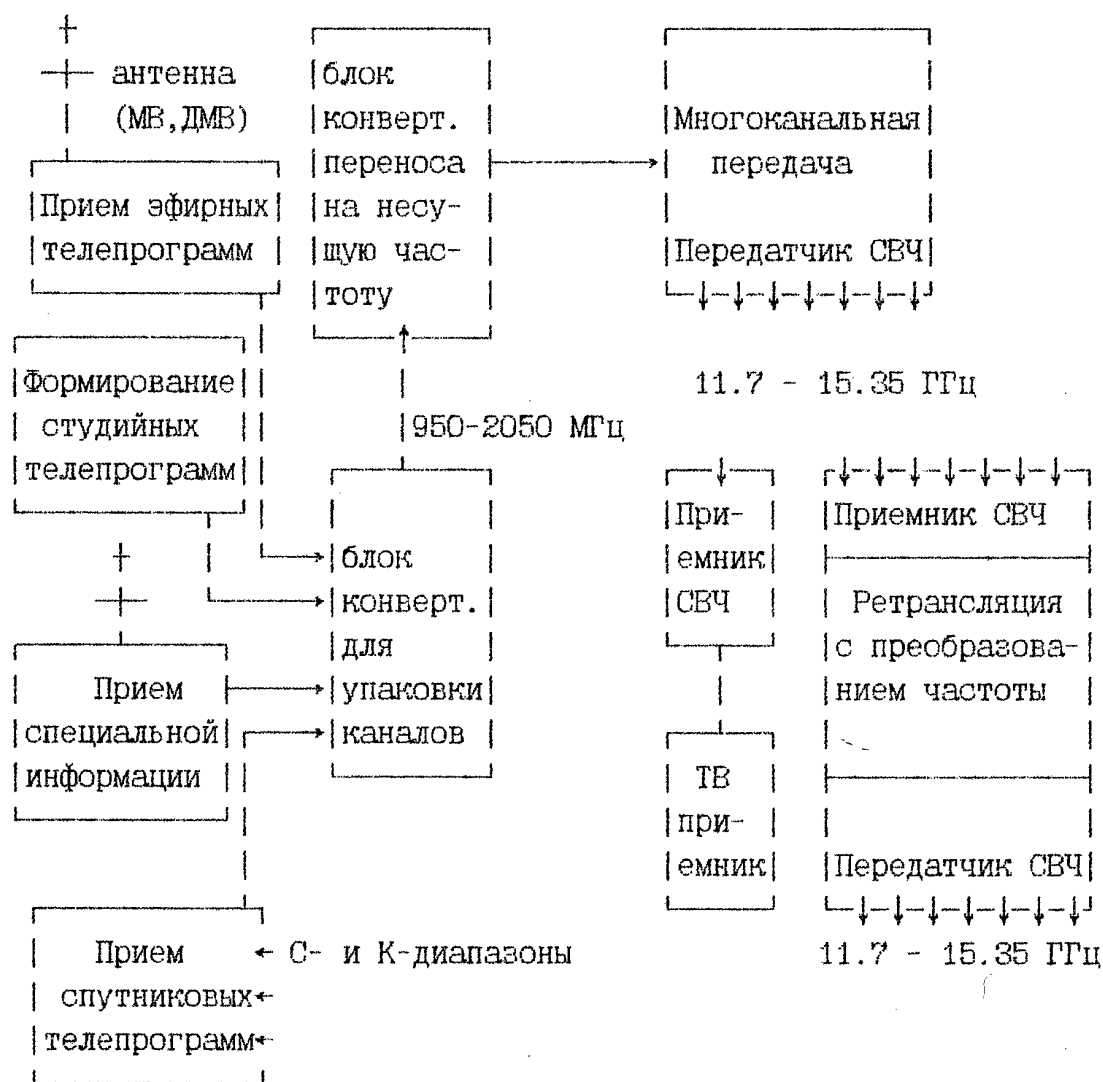 антенна
(МВ,ДМВ)
Прием эфирных
телепрограмм
Формирование
студийных
телепрограмм
Прием
специальной
информации
Прием
спутниковых
телепрограмм
С- и К-диапазоны
блок
конверт.
переноса
на несу-
щую час-
тоту
950-2050 МГц
блок
конверт.
для
упаковки
каналов
Многоканальная
передача
Передатчик СВЧ
11.7 - 15.35 ГГц
При-
емник
СВЧ
ТВ
при-
емник
Приемник СВЧ
Ретрансляция
с преобразова-
нием частоты
Передатчик СВЧ
11.7 - 15.35 ГГц